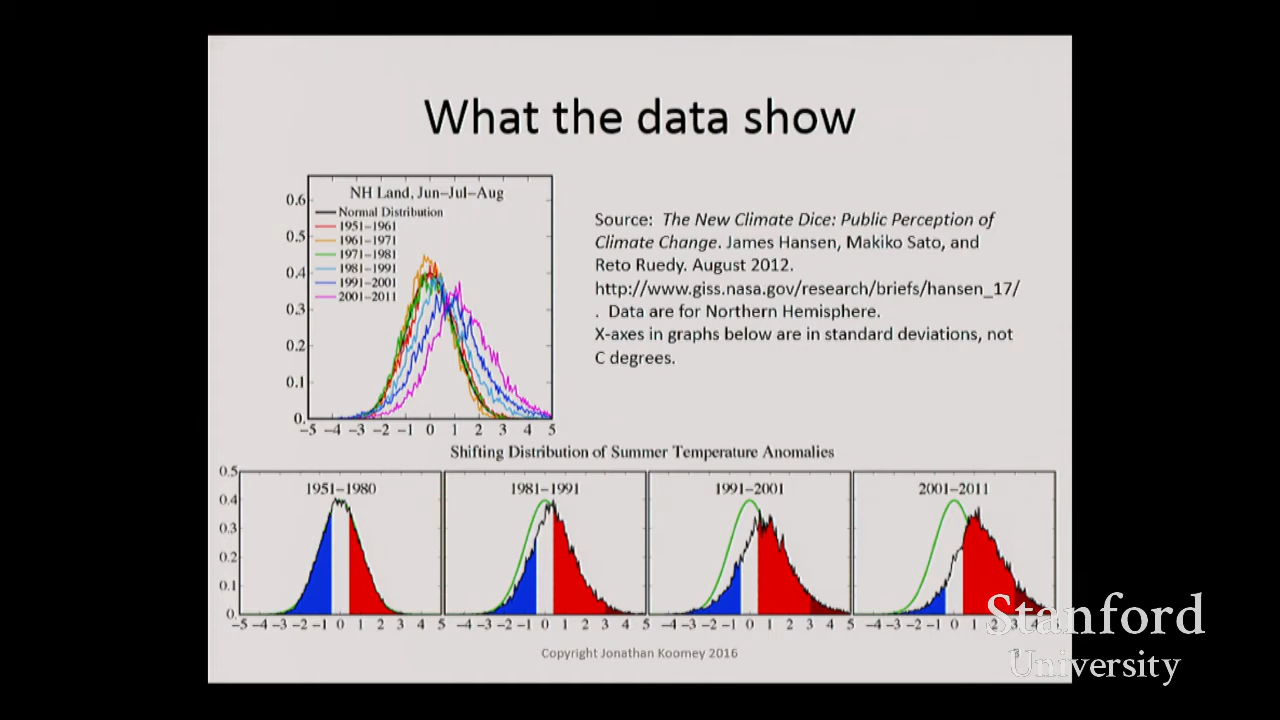 What the data show
NH Land, Jun-Jul-Aug
Normal Distribution
1951-1961
1961-1971
1971-1981
1981-1991
1991-2001
2001-2011
0.6
0.5
0.4
0.3
0.2
0.1
0.
-5 -4 -3 -2 -1 0 1 2 3 4 5
Source: The New Climate Dice: Public Perception of
Climate Change. James Hansen, Makiko Sato, and
Reto Ruedy. August 2012.
http://www.giss.nasa.gov/research/briefs/hansen_17/
. Data are for Northern Hemisphere.
X-axes in graphs below are in standard deviations, not
C degrees.
Shifting Distribution of Summer Temperature Anomalies
0.5
0.4
0.3
0.2
0.1
0.
1951-1980
1981-1991
1991-2001
2001-2011
-5 -4 -3 -2 -1 0 1 2 3 4 5 -4 -3 -2 -1 0 1 2 3 4 5 -4 -3 -2 -1 0 1 2 3 4 5 -4 -3 -2 -1 0 1 2 3
Copyright Jonathan Koomey 2016
3
Stanford
University